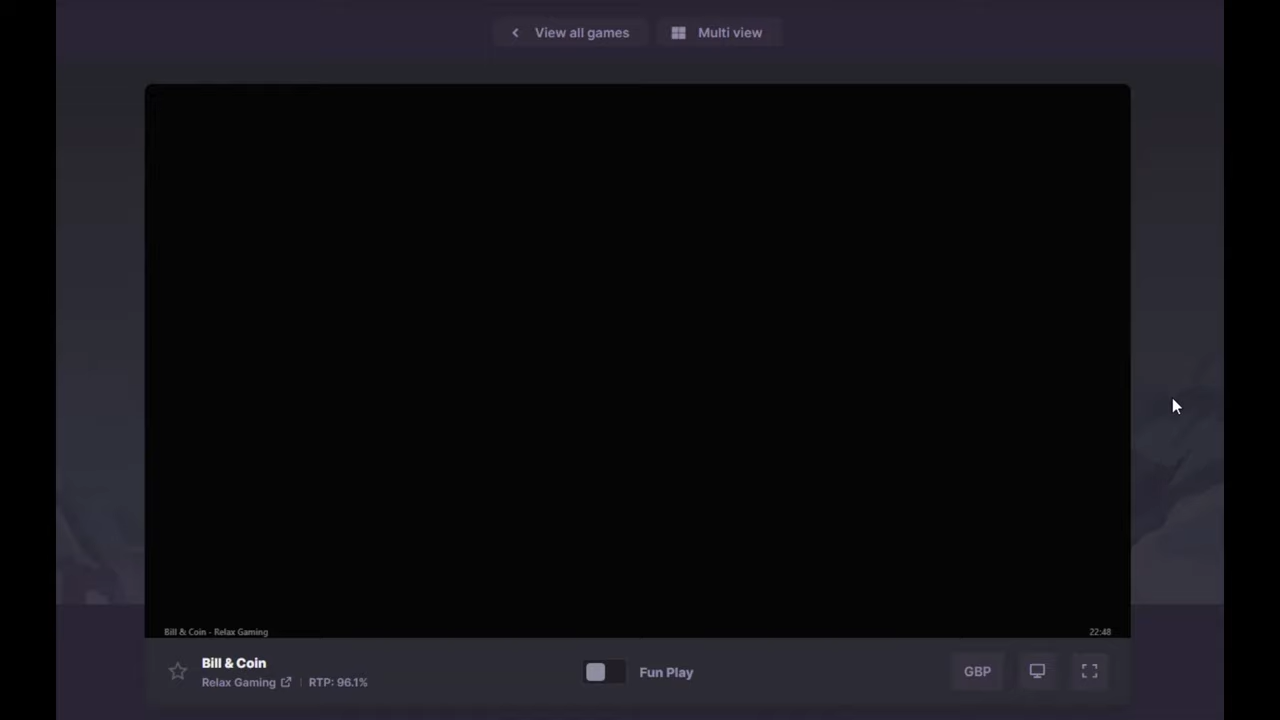 View all games
Multi view
Bill & Coin - Relax Gaming
22:48
Bill & Coin
Relax Gaming | RTP: 96.1%
Fun Play
GBP